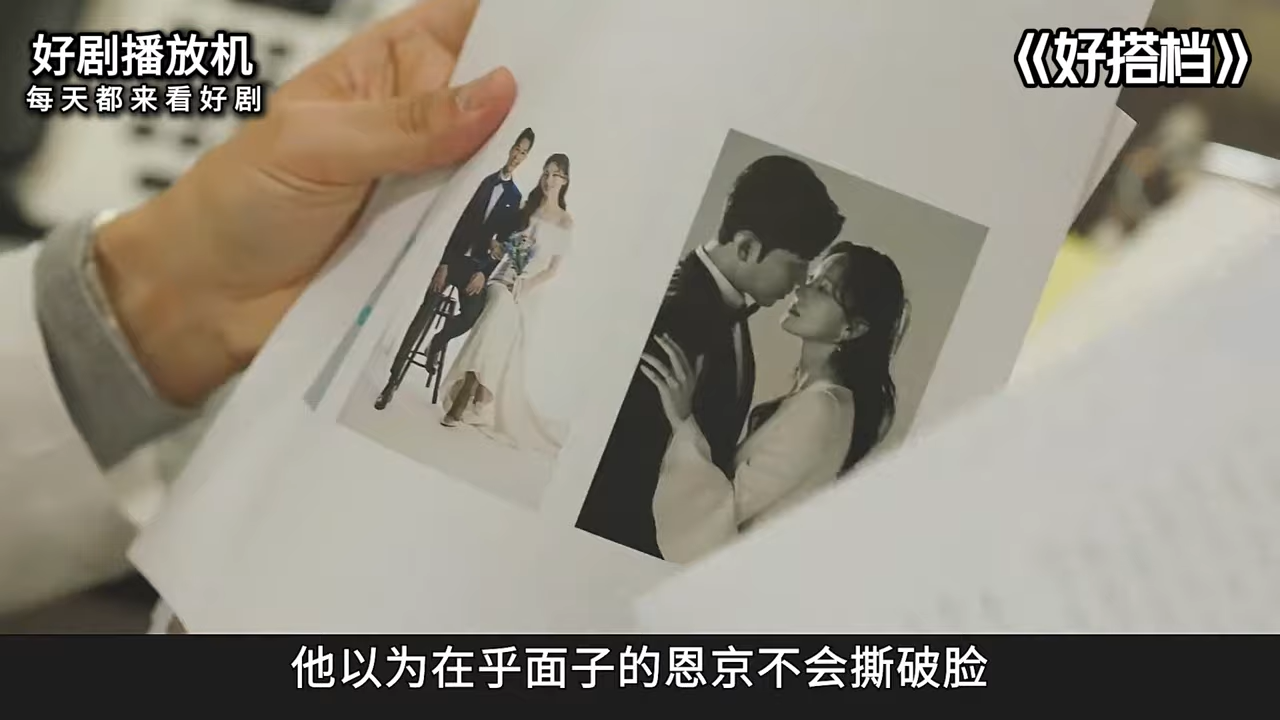 好剧播放机
每天都来看好剧
《好搭档》
他以为在乎面子的恩京不会撕破脸